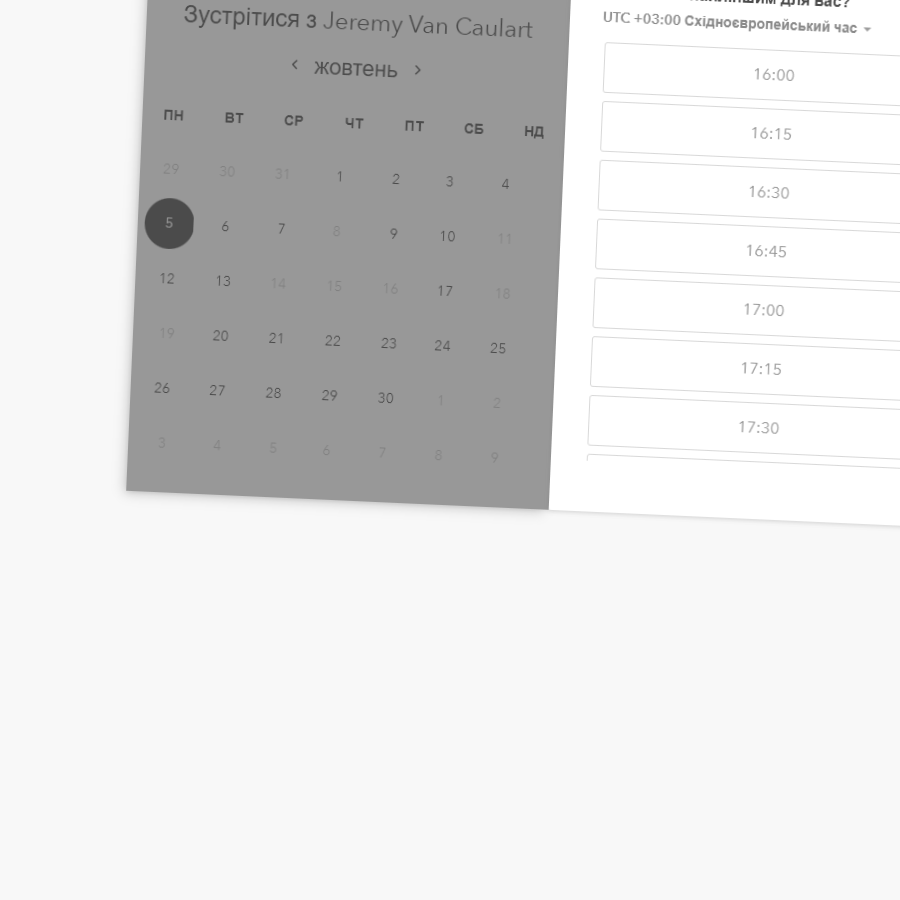 Зустрітися з Jeremy Van Caulart
жовтень
ПН ВТ СР ЧТ ПТ СБ НД
29 30 31 1 2 3 4
5 6 7 8 9 10 11
12 13 14 15 16 17 18
19 20 21 22 23 24 25
26 27 28 29 30 1 2
3 4 5 6 7 8 9
для вас?
UTC +03:00 Східноєвропейський час
16:00
16:15
16:30
16:45
17:00
17:15
17:30